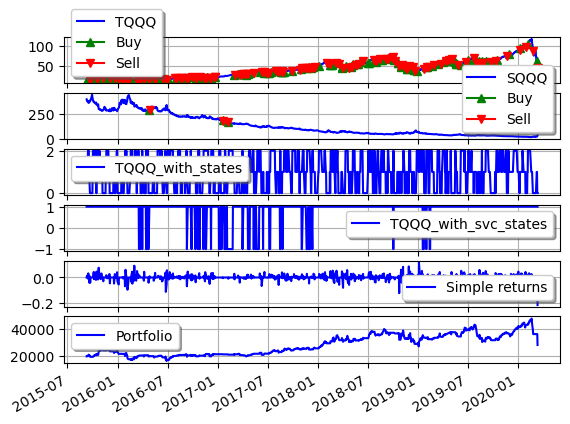 TQQQ
Buy
Sell
100
50
SQQQ
Buy
Sell
250
0
TQQQ_with_states
2
0
TQQQ_with_svc_states
1
0
−1
Simple returns
0.0
−0.2
Portfolio
40000
20000
2015-07 2016-01 2016-07 2017-01 2017-07 2018-01 2018-07 2019-01 2019-07 2020-01